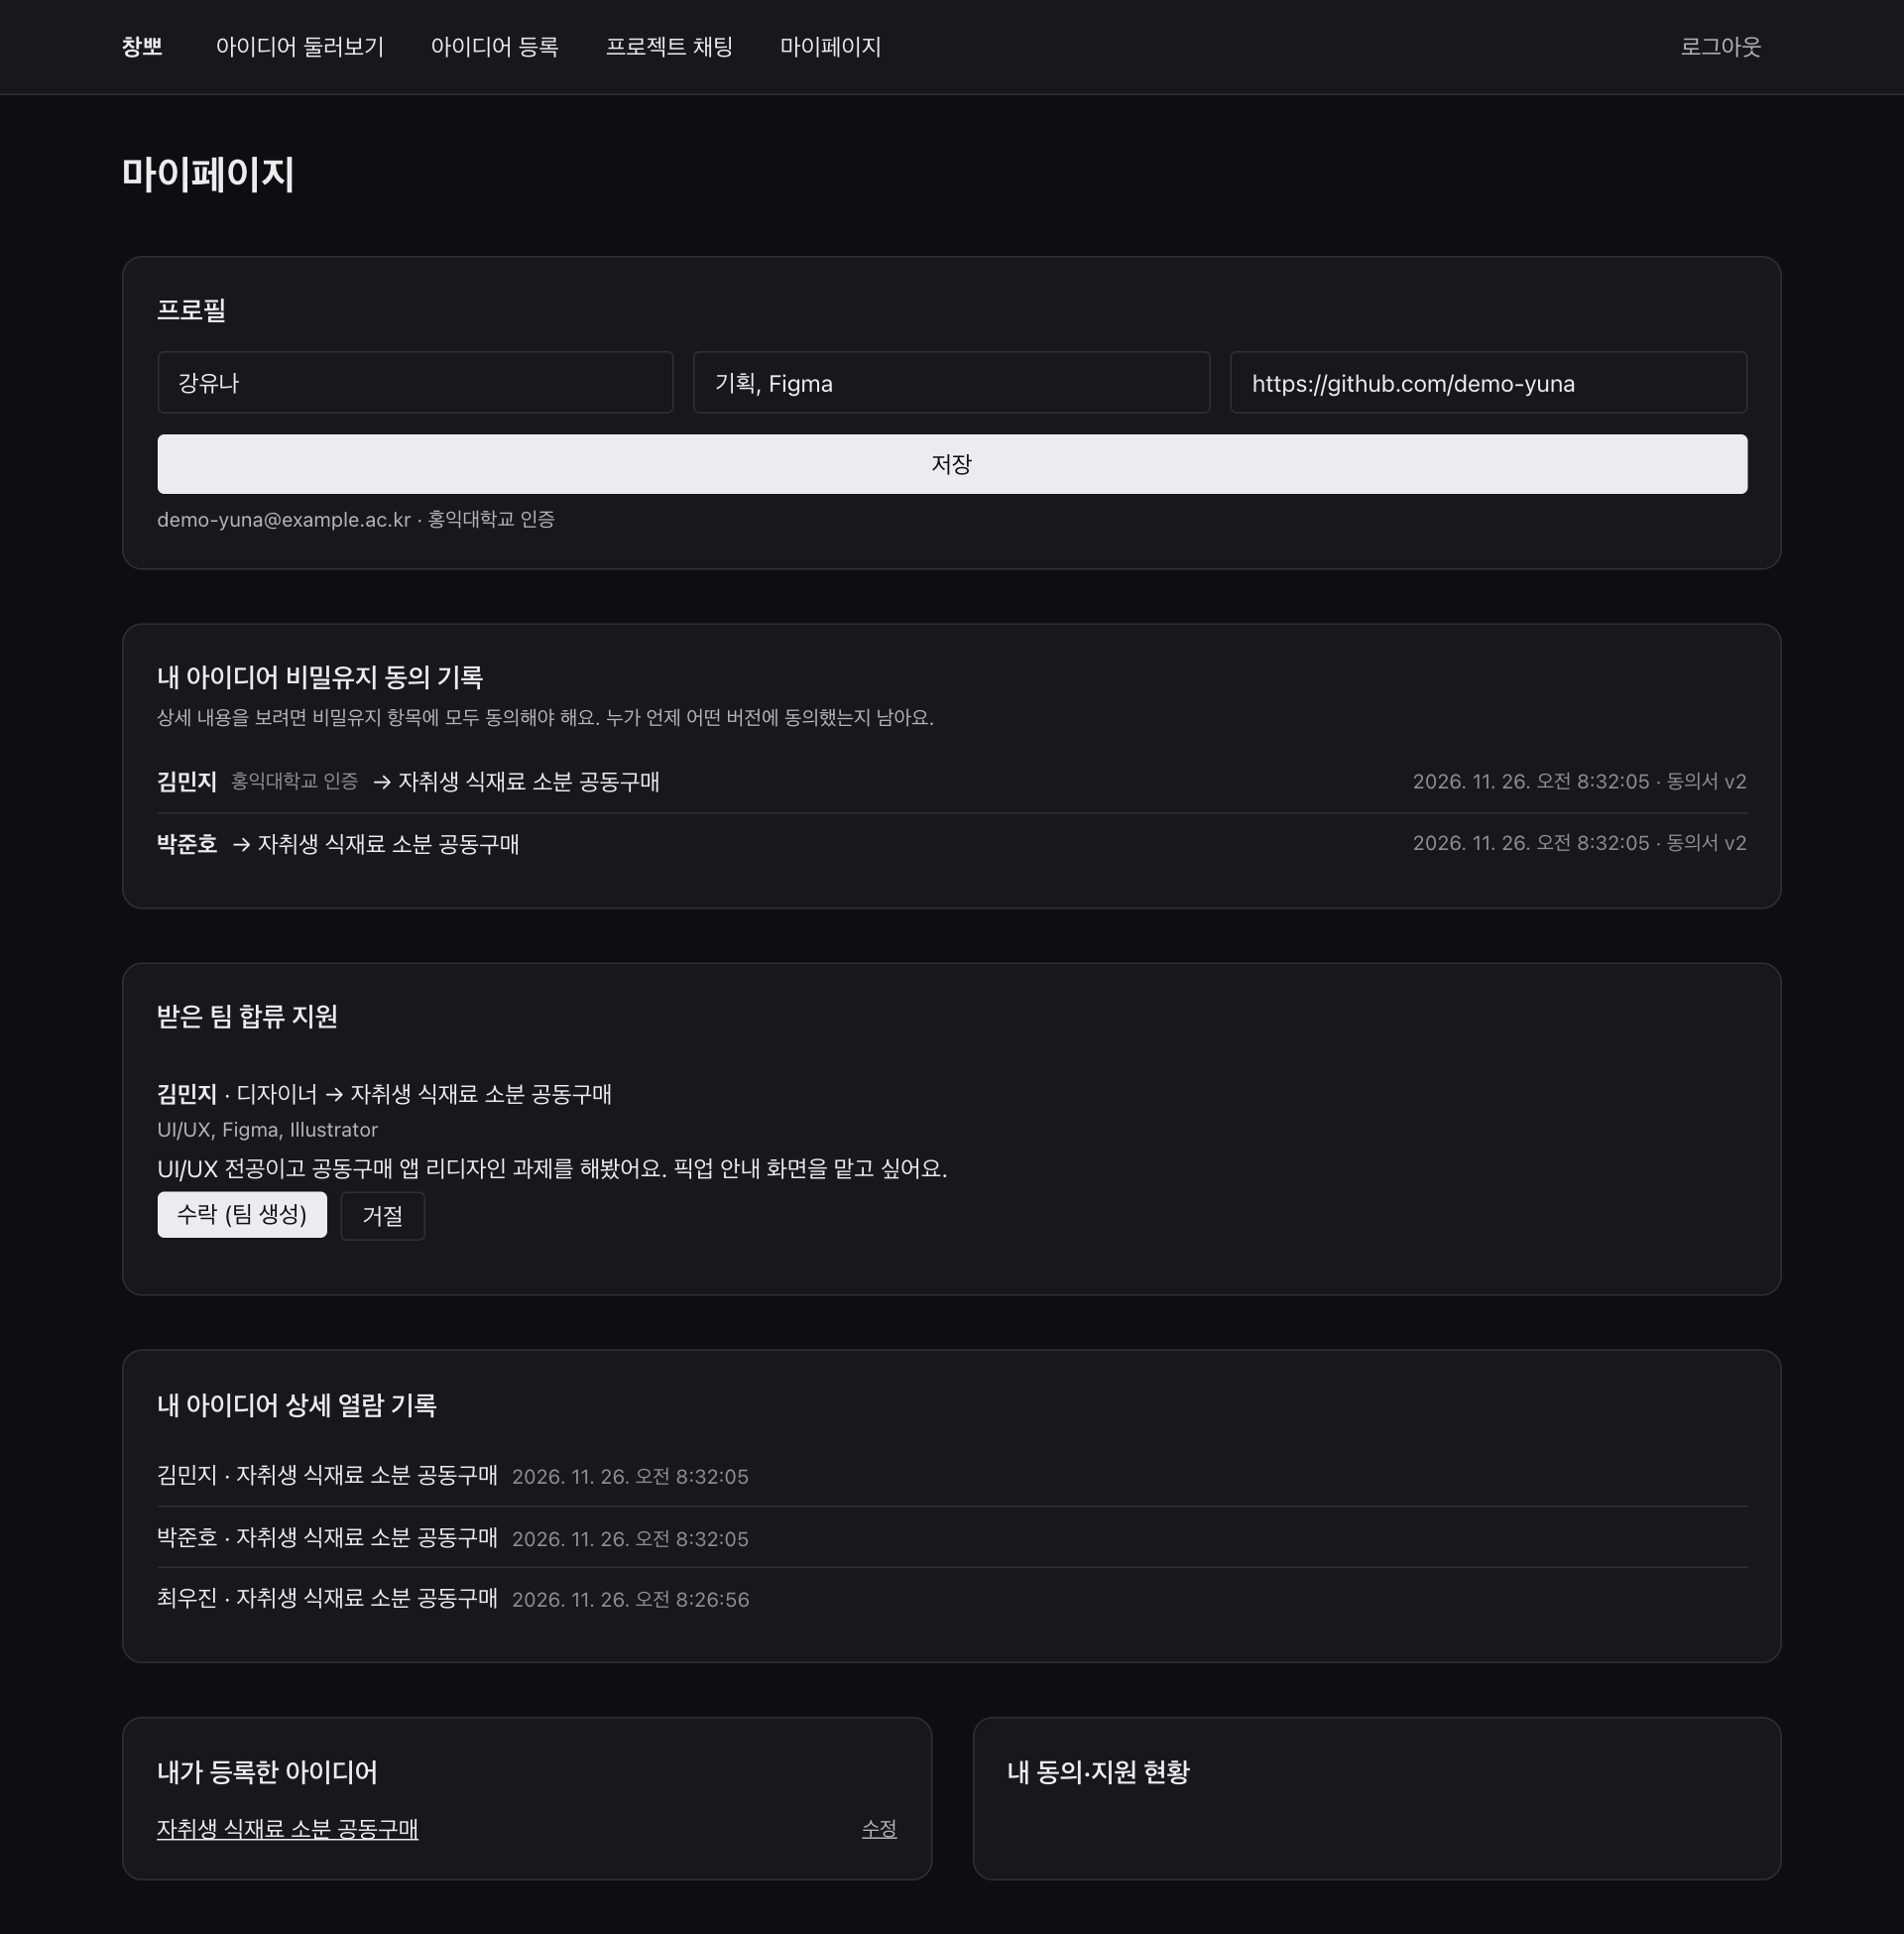 창뽀 아이디어 둘러보기 아이디어 등록 프로젝트 채팅 마이페이지 로그아웃
마이페이지
프로필
강유나 기획, Figma https://github.com/demo-yuna
저장
demo-yuna@example.ac.kr · 홍익대학교 인증
내 아이디어 비밀유지 동의 기록
상세 내용을 보려면 비밀유지 항목에 모두 동의해야 해요. 누가 언제 어떤 버전에 동의했는지 남아요.
김민지 홍익대학교 인증 → 자취생 식재료 소분 공동구매 2026. 11. 26. 오전 8:32:05 · 동의서 v2
박준호 → 자취생 식재료 소분 공동구매 2026. 11. 26. 오전 8:32:05 · 동의서 v2
받은 팀 합류 지원
김민지 · 디자이너 → 자취생 식재료 소분 공동구매
UI/UX, Figma, Illustrator
UI/UX 전공이고 공동구매 앱 리디자인 과제를 해봤어요. 픽업 안내 화면을 맡고 싶어요.
수락 (팀 생성) 거절
내 아이디어 상세 열람 기록
김민지 · 자취생 식재료 소분 공동구매 2026. 11. 26. 오전 8:32:05
박준호 · 자취생 식재료 소분 공동구매 2026. 11. 26. 오전 8:32:05
최우진 · 자취생 식재료 소분 공동구매 2026. 11. 26. 오전 8:26:56
내가 등록한 아이디어
자취생 식재료 소분 공동구매 수정
내 동의·지원 현황